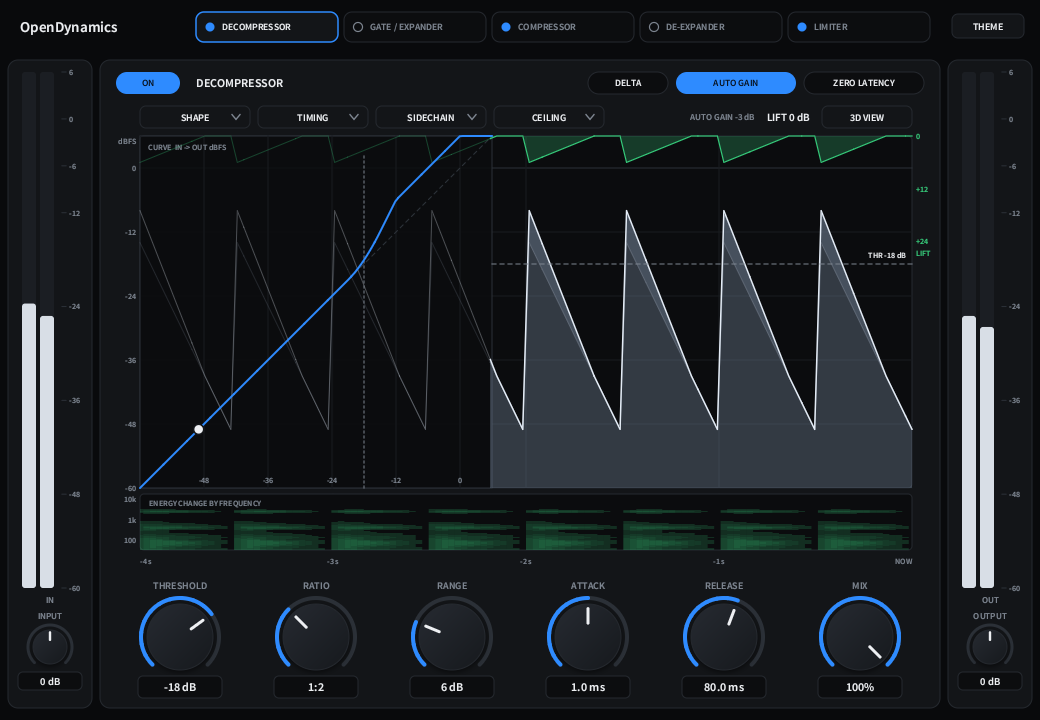 OpenDynamics
DECOMPRESSOR
GATE / EXPANDER
COMPRESSOR
DE-EXPANDER
LIMITER
THEME
ON
DECOMPRESSOR
DELTA
AUTO GAIN
ZERO LATENCY
SHAPE
TIMING
SIDECHAIN
CEILING
AUTO GAIN -3 dB
LIFT 0 dB
3D VIEW
6
0
-6
-12
-24
-36
-48
-60
IN
INPUT
0 dB
dBFS
0
-12
-24
-36
-48
-60
CURVE IN -> OUT dBFS
-48
-36
-24
-12
0
THR -18 dB
0
+12
+24
LIFT
10k
1k
100
ENERGY CHANGE BY FREQUENCY
-4s
-3s
-2s
-1s
NOW
THRESHOLD
RATIO
RANGE
ATTACK
RELEASE
MIX
-18 dB
1:2
6 dB
1.0 ms
80.0 ms
100%
6
0
-6
-12
-24
-36
-48
-60
OUT
OUTPUT
0 dB